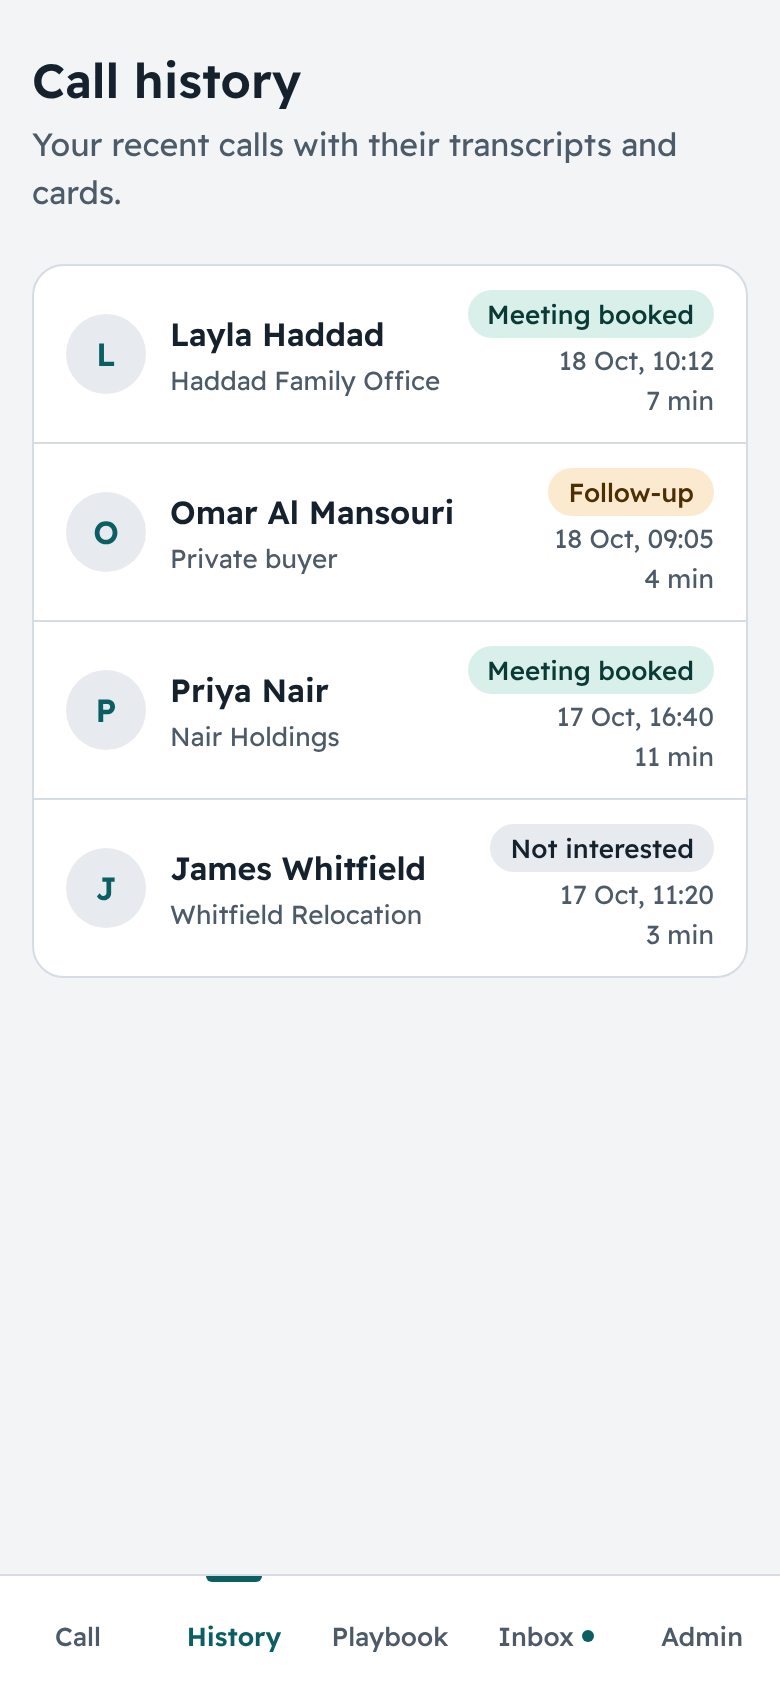 Call history
Your recent calls with their transcripts and
cards.
L
Layla Haddad
Haddad Family Office
Meeting booked
18 Oct, 10:12
7 min
O
Omar Al Mansouri
Private buyer
Follow-up
18 Oct, 09:05
4 min
P
Priya Nair
Nair Holdings
Meeting booked
17 Oct, 16:40
11 min
J
James Whitfield
Whitfield Relocation
Not interested
17 Oct, 11:20
3 min
Call History Playbook Inbox Admin